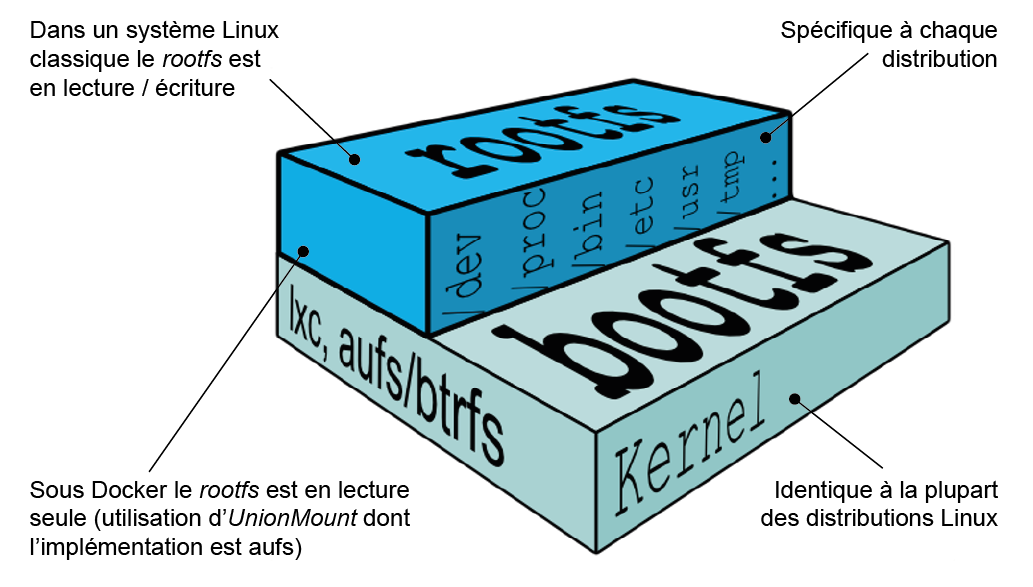 Dans un système Linux
classique le rootfs est
en lecture / écriture
Spécifique à chaque
distribution
rootfs
/dev
/proc
/bin
/etc
/usr
/tmp
...
bootfs
lxc, aufs/btrfs
Kernel
Sous Docker le rootfs est en lecture
seule (utilisation d’UnionMount dont
l’implémentation est aufs)
Identique à la plupart
des distributions Linux